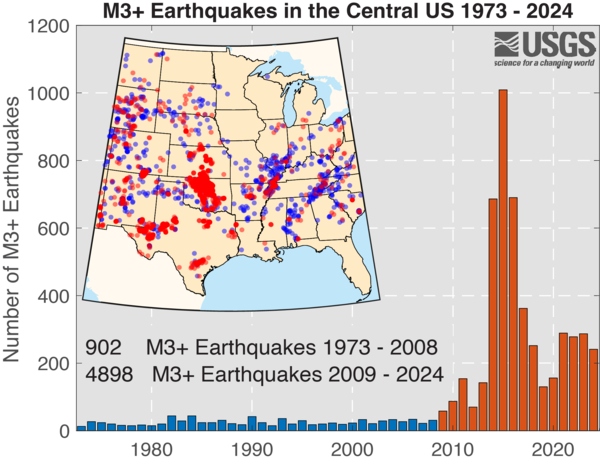 M3+ Earthquakes in the Central US 1973 - 2024
1200
1000
800
600
400
200
0
Number of M3+ Earthquakes
USGS
science for a changing world
902 M3+ Earthquakes 1973 - 2008
4898 M3+ Earthquakes 2009 - 2024
1980
1990
2000
2010
2020